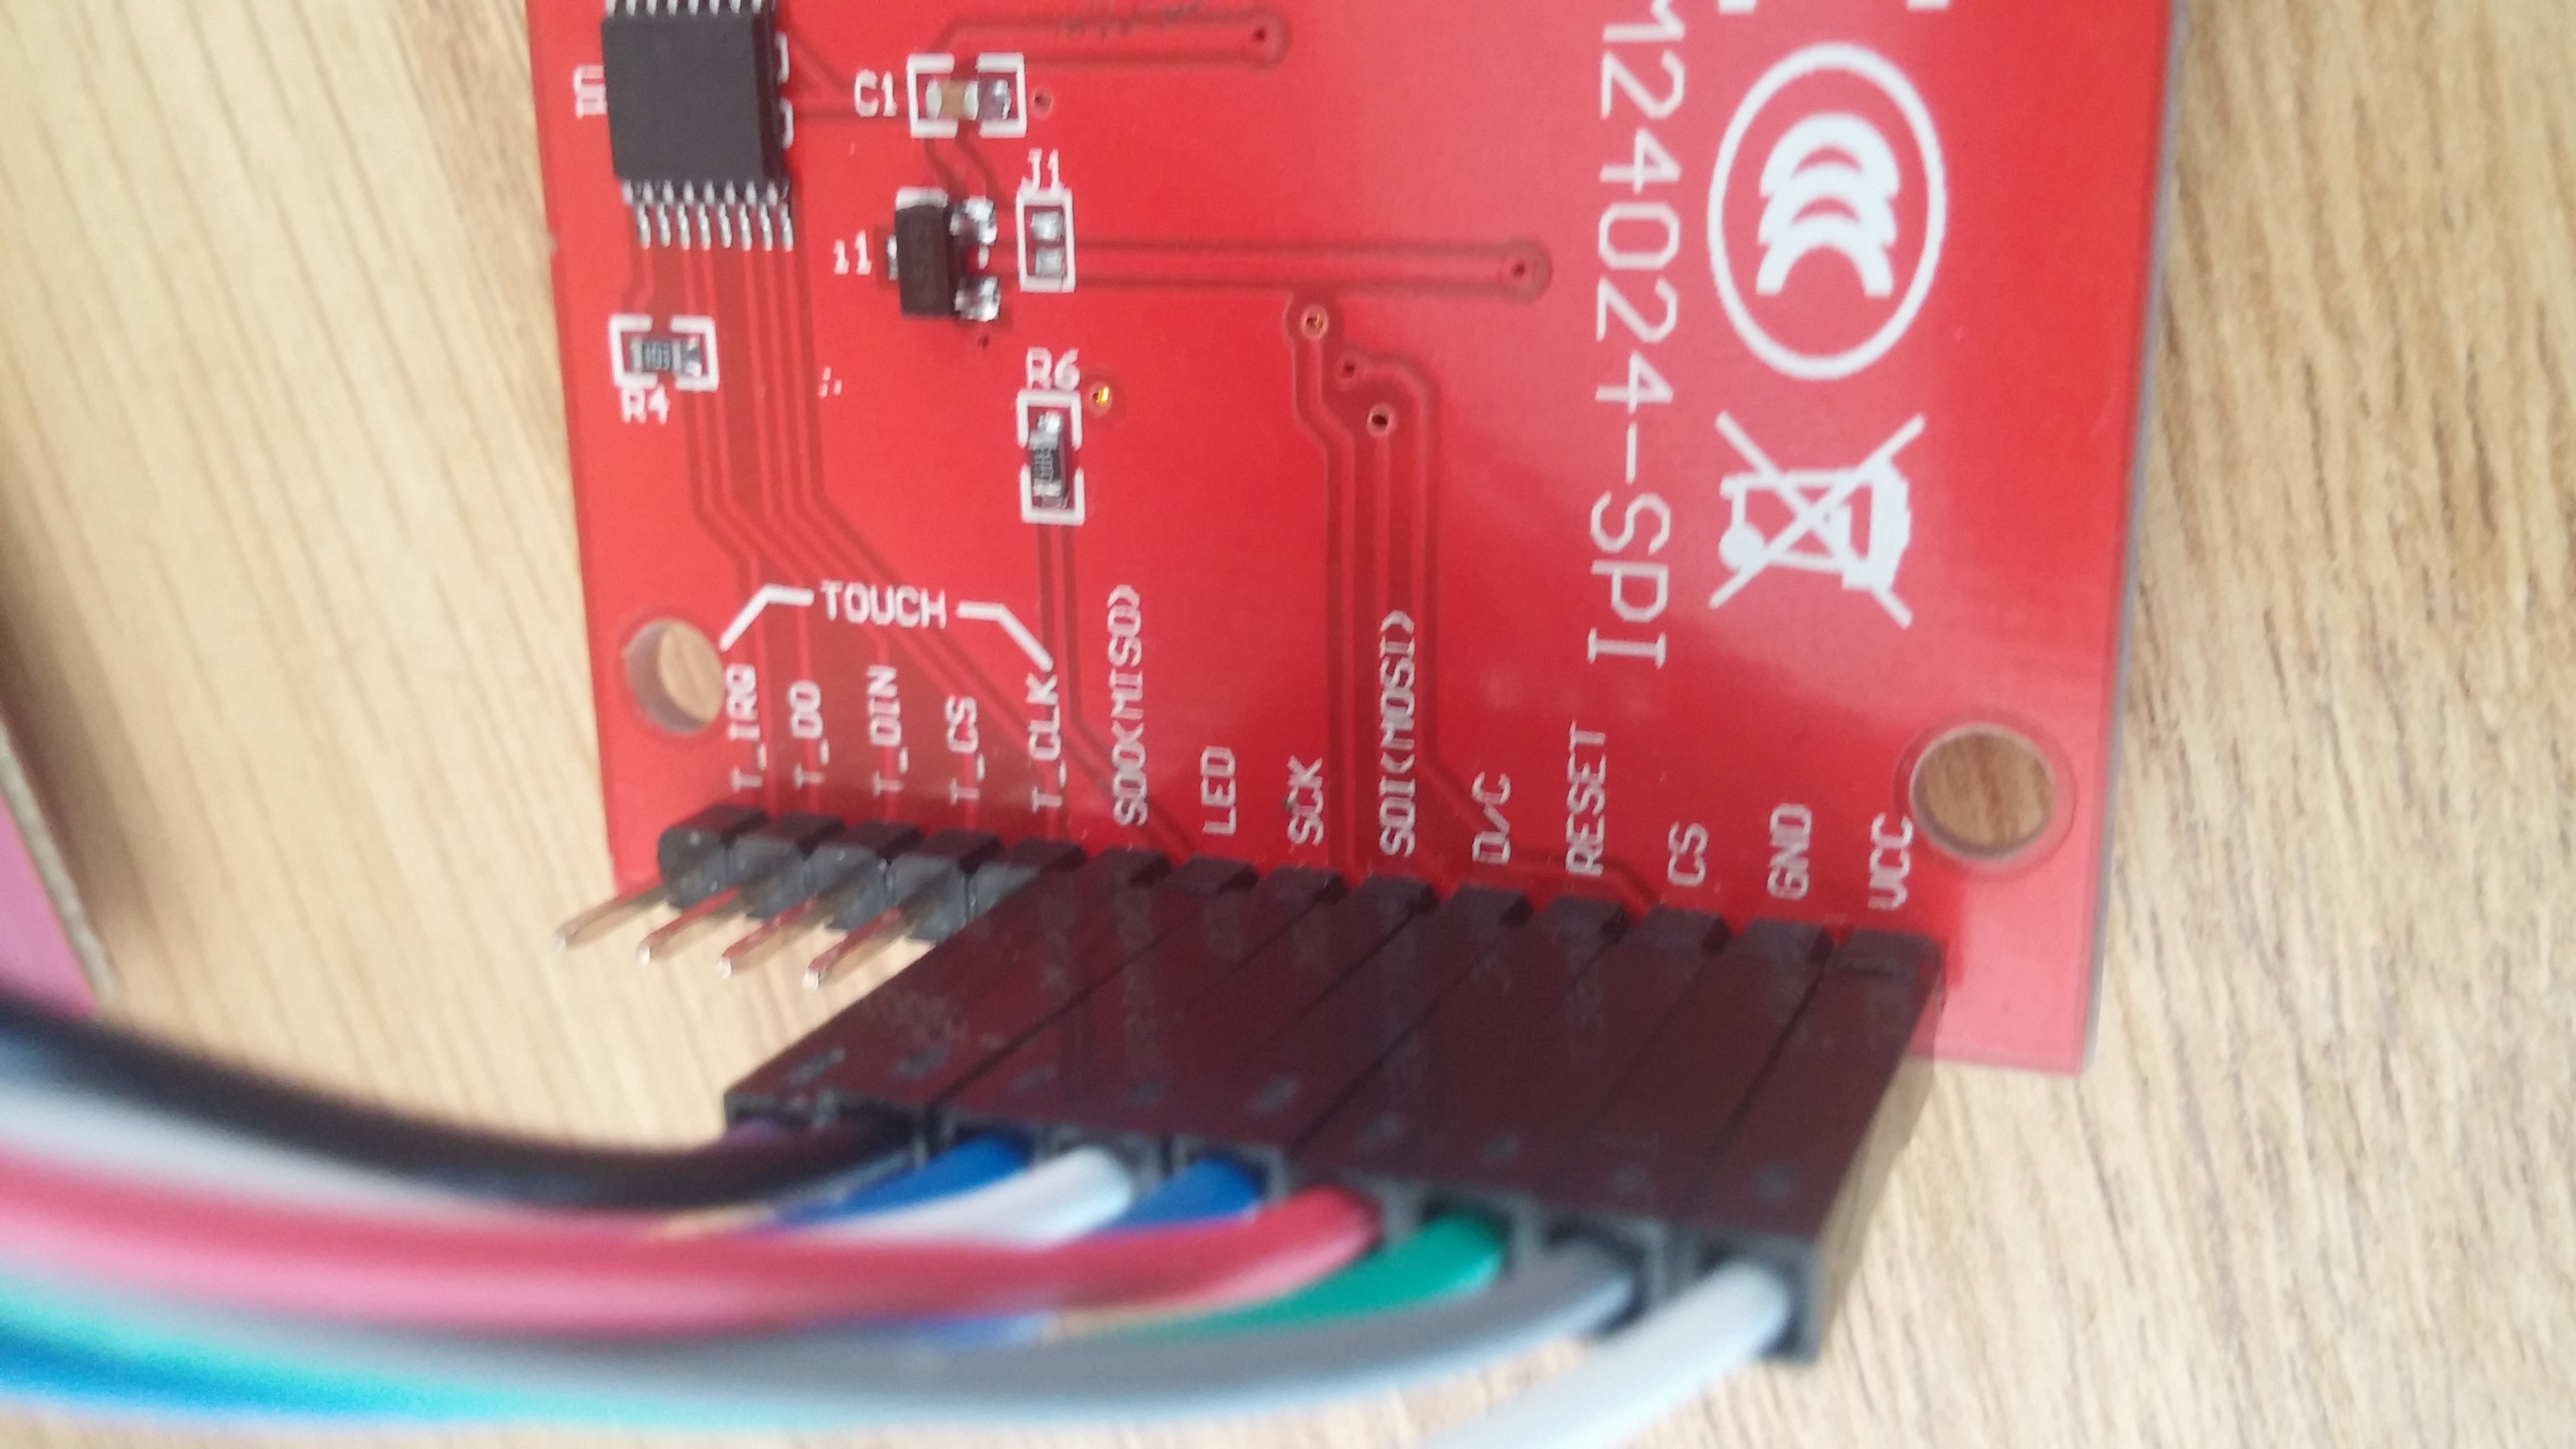 T_IRQ
T_DO
T_DIN
T_CS
T_CLK
TOUCH
SDO(MISO)
LED
SCK
SDI(MOSI)
D/C
RESET
CS
GND
VCC
R4
U1
C1
R6
J1
M24024-SPI